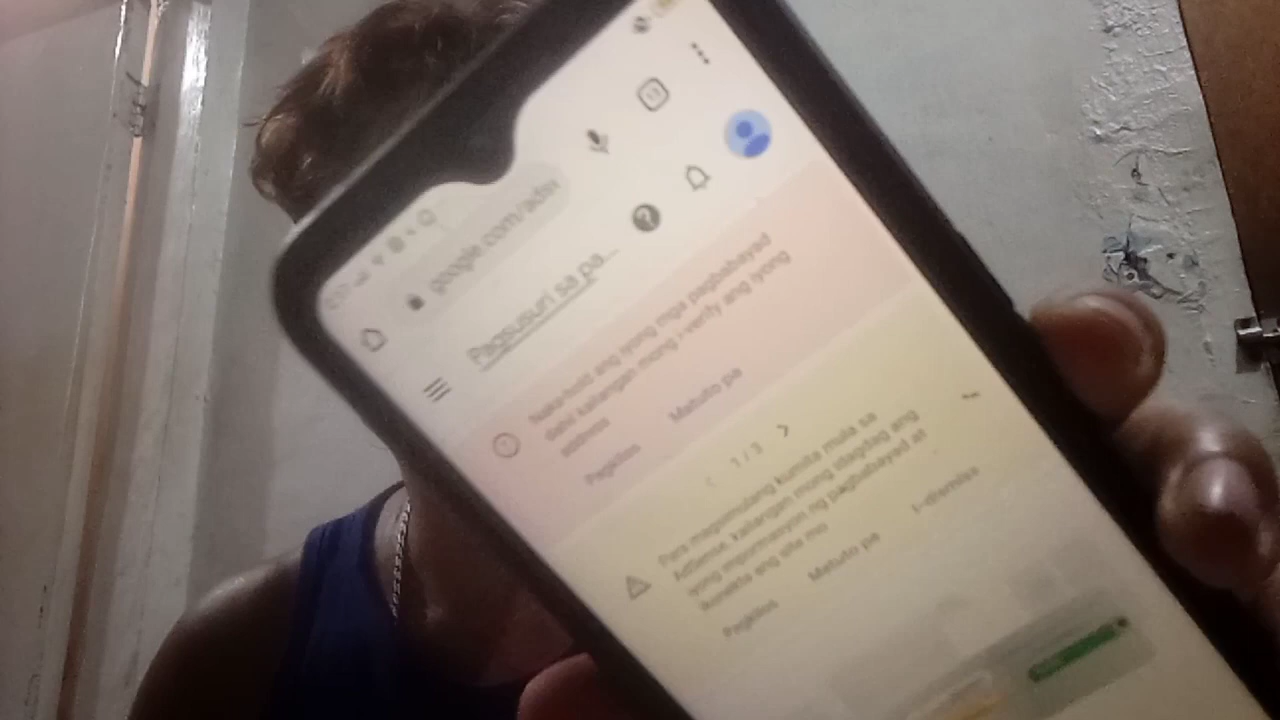 google.com/adse
Pagsusuri sa pa...
Naka-hold ang iyong mga pagbabayad
dahil kailangan mong i-verify ang iyong
address
Pagkilos Matuto pa
1 / 3
Para magsimulang kumita mula sa
AdSense, kailangan mong idagdag ang
iyong impormasyon ng pagbabayad at
ikonekta ang site mo
Pagkilos Matuto pa I-dismiss